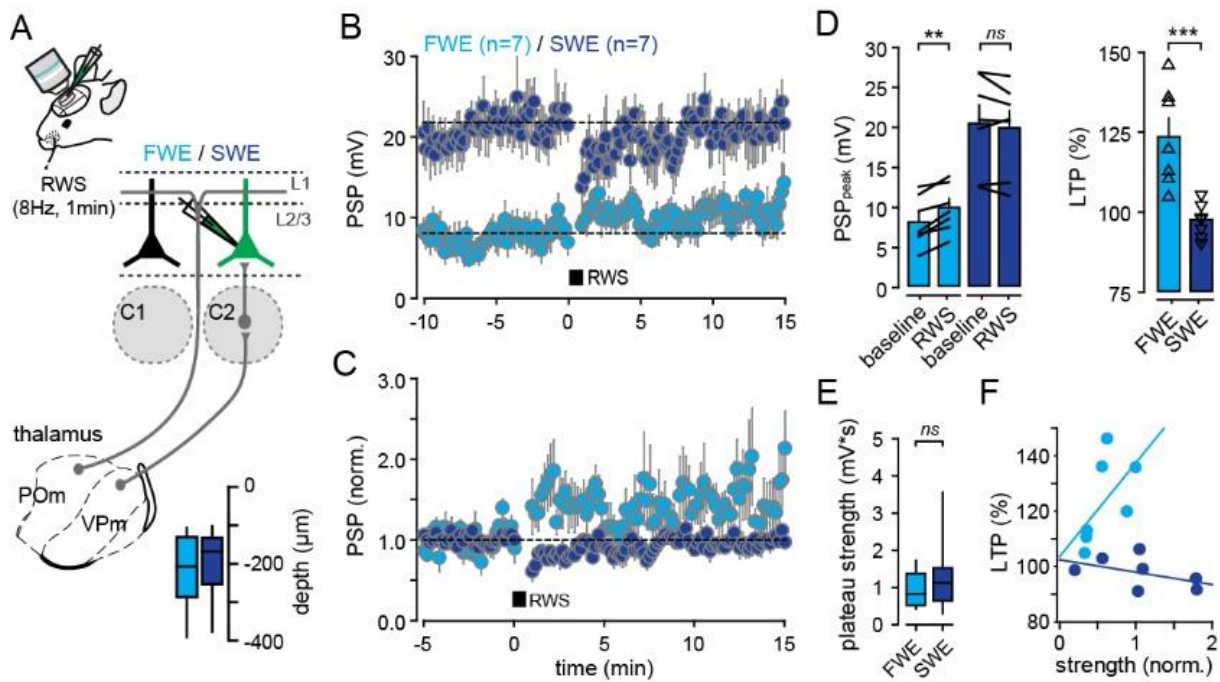 A
RWS
(8Hz, 1min)
FWE / SWE
L1
L2/3
C1
C2
thalamus
POm
VPm
0
-200
-400
depth (µm)
B
FWE (n=7) / SWE (n=7)
PSP (mV)
30
20
10
0
RWS
-10
-5
0
5
10
15
C
PSP (norm.)
3.0
2.0
1.0
0.0
RWS
-5
0
5
10
15
time (min)
D
**
ns
PSPpeak (mV)
30
25
20
15
10
5
0
baseline
RWS
baseline
RWS
***
LTP (%)
150
125
100
75
FWE
SWE
E
ns
plateau strength (mV*s)
5
4
3
2
1
0
FWE
SWE
F
LTP (%)
140
120
100
80
0
1
2
strength (norm.)